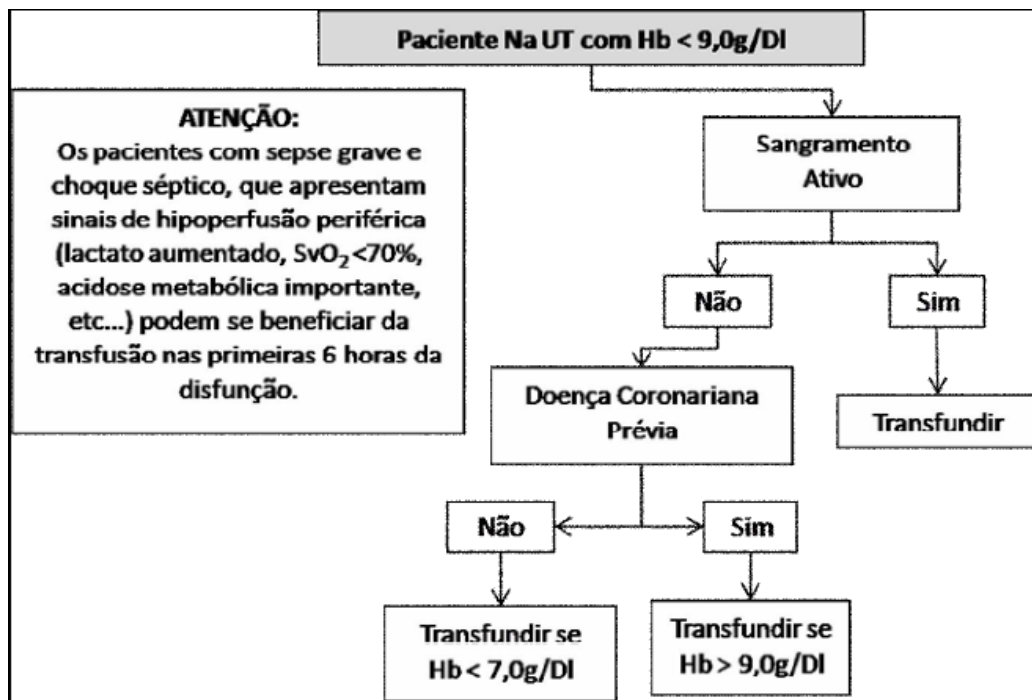 Paciente Na UT com Hb < 9,0g/Dl
ATENÇÃO:
Os pacientes com sepse grave e
choque séptico, que apresentam
sinais de hipoperfusão periférica
(lactato aumentado, SvO₂ <70%,
acidose metabólica importante,
etc...) podem se beneficiar da
transfusão nas primeiras 6 horas da
disfunção.
Sangramento
Ativo
Não
Sim
Doença Coronariana
Prévia
Transfundir
Não
Sim
Transfundir se
Hb < 7,0g/Dl
Transfundir se
Hb > 9,0g/Dl